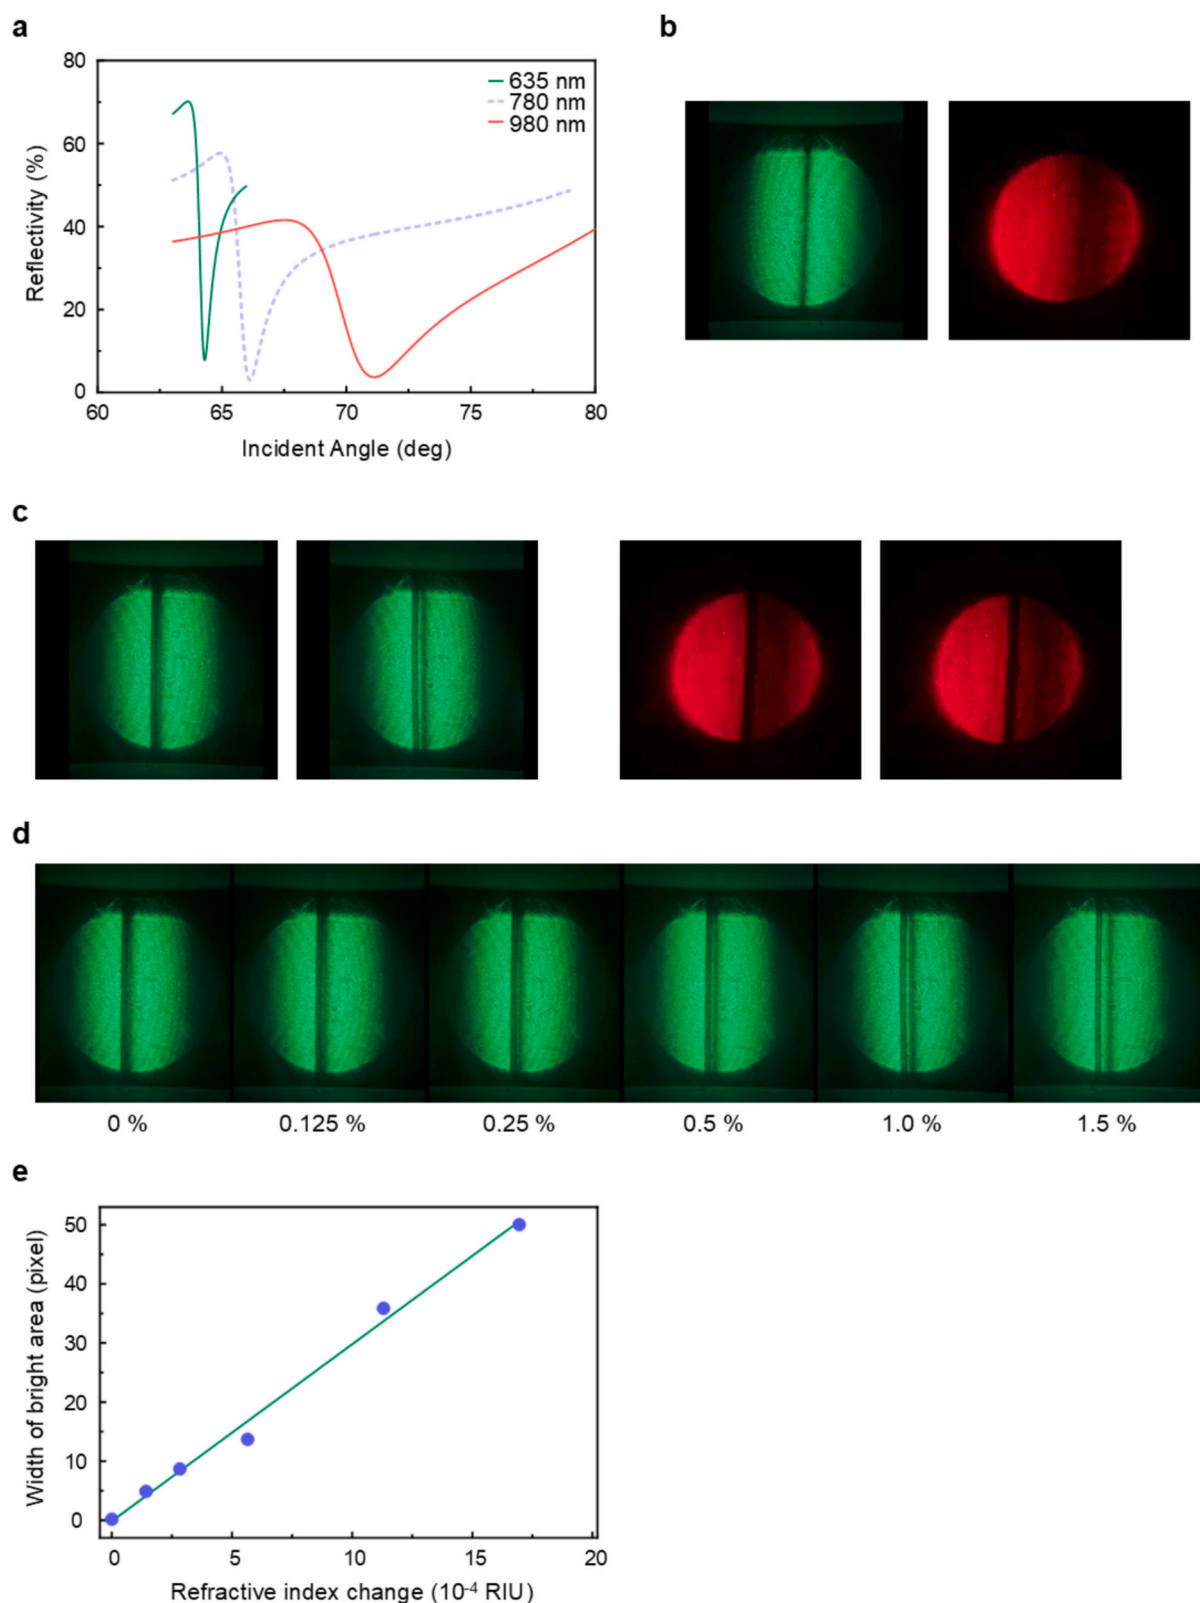 a
80
60
40
20
0
Reflectivity (%)
635 nm
780 nm
980 nm
60 65 70 75 80
Incident Angle (deg)
b
c
d
0 % 0.125 % 0.25 % 0.5 % 1.0 % 1.5 %
e
50
40
30
20
10
0
Width of bright area (pixel)
0 5 10 15 20
Refractive index change (10⁻⁴ RIU)